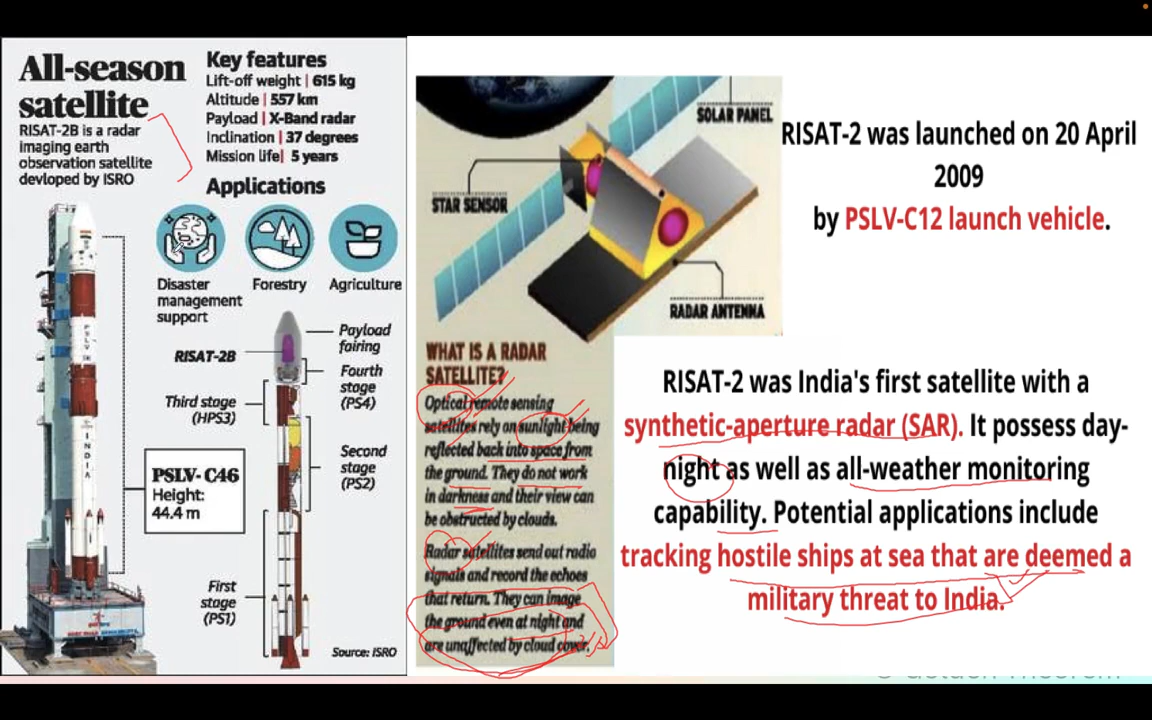 All-season
satellite
RISAT-2B is a radar
imaging earth
observation satellite
devloped by ISRO
Key features
Lift-off weight | 615 kg
Altitude | 557 km
Payload | X-Band radar
Inclination | 37 degrees
Mission life| 5 years
Applications
Disaster
management
support
Forestry
Agriculture
RISAT-2B
Payload
fairing
Fourth
stage
(PS4)
Third stage
(HPS3)
Second
stage
(PS2)
PSLV- C46
Height:
44.4 m
First
stage
(PS1)
Source: ISRO
INDIA
SOLAR PANEL
STAR SENSOR
RADAR ANTENNA
WHAT IS A RADAR
SATELLITE?
Optical remote sensing
satellites rely on sunlight being
reflected back into space from
the ground. They do not work
in darkness and their view can
be obstructed by clouds.
Radar satellites send out radio
signals and record the echoes
that return. They can image
the ground even at night and
are unaffected by cloud cover.
RISAT-2 was launched on 20 April
2009
by PSLV-C12 launch vehicle.
RISAT-2 was India's first satellite with a
synthetic-aperture radar (SAR). It possess day-
night as well as all-weather monitoring
capability. Potential applications include
tracking hostile ships at sea that are deemed a
military threat to India.